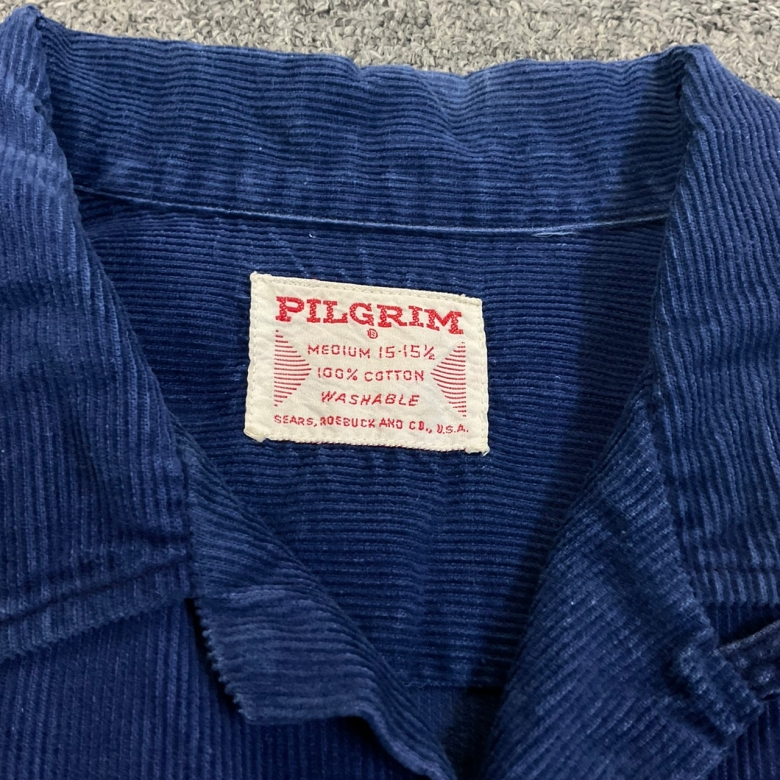 PILGRIM
®
MEDIUM 15-15½
100% COTTON
WASHABLE
SEARS, ROEBUCK AND CO., U.S.A.